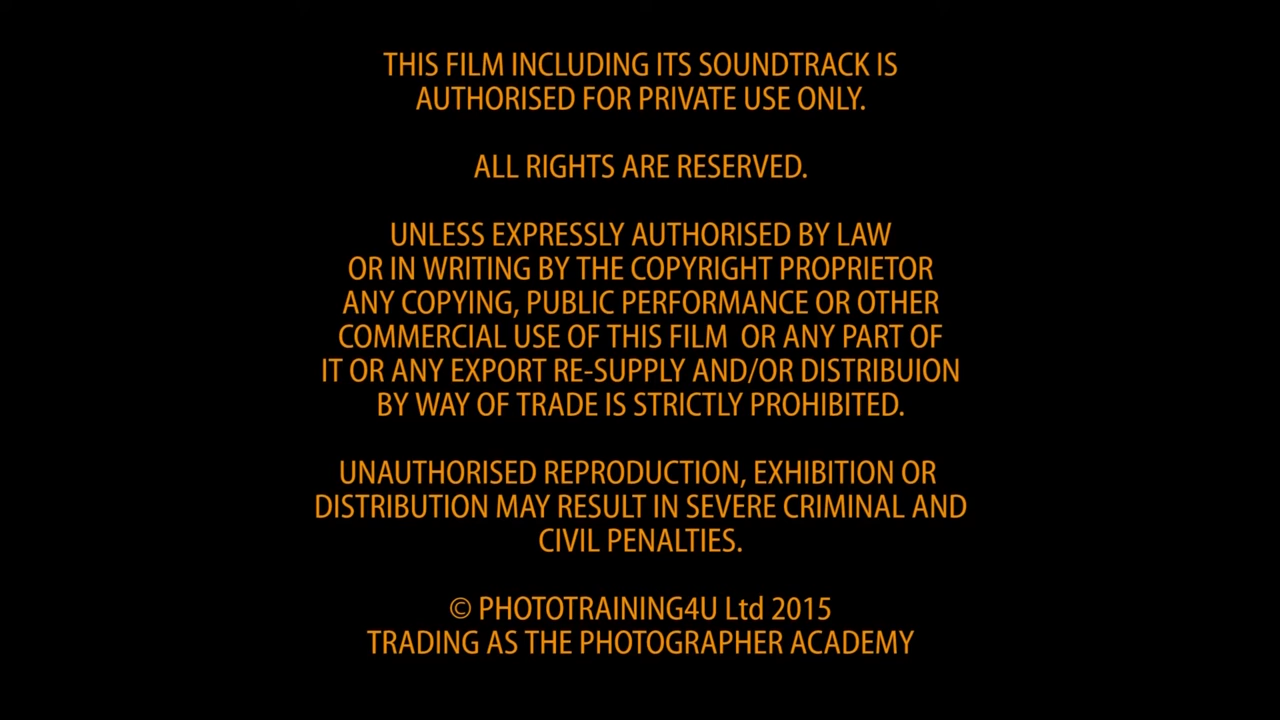 THIS FILM INCLUDING ITS SOUNDTRACK IS
AUTHORISED FOR PRIVATE USE ONLY.
ALL RIGHTS ARE RESERVED.
UNLESS EXPRESSLY AUTHORISED BY LAW
OR IN WRITING BY THE COPYRIGHT PROPRIETOR
ANY COPYING, PUBLIC PERFORMANCE OR OTHER
COMMERCIAL USE OF THIS FILM  OR ANY PART OF
IT OR ANY EXPORT RE-SUPPLY AND/OR DISTRIBUION
BY WAY OF TRADE IS STRICTLY PROHIBITED.
UNAUTHORISED REPRODUCTION, EXHIBITION OR
DISTRIBUTION MAY RESULT IN SEVERE CRIMINAL AND
CIVIL PENALTIES.
© PHOTOTRAINING4U Ltd 2015
TRADING AS THE PHOTOGRAPHER ACADEMY